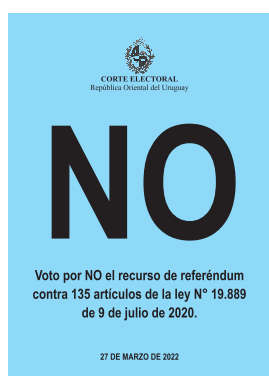 CORTE ELECTORAL
República Oriental del Uruguay
NO
Voto por NO el recurso de referéndum
contra 135 artículos de la ley N° 19.889
de 9 de julio de 2020.
27 DE MARZO DE 2022